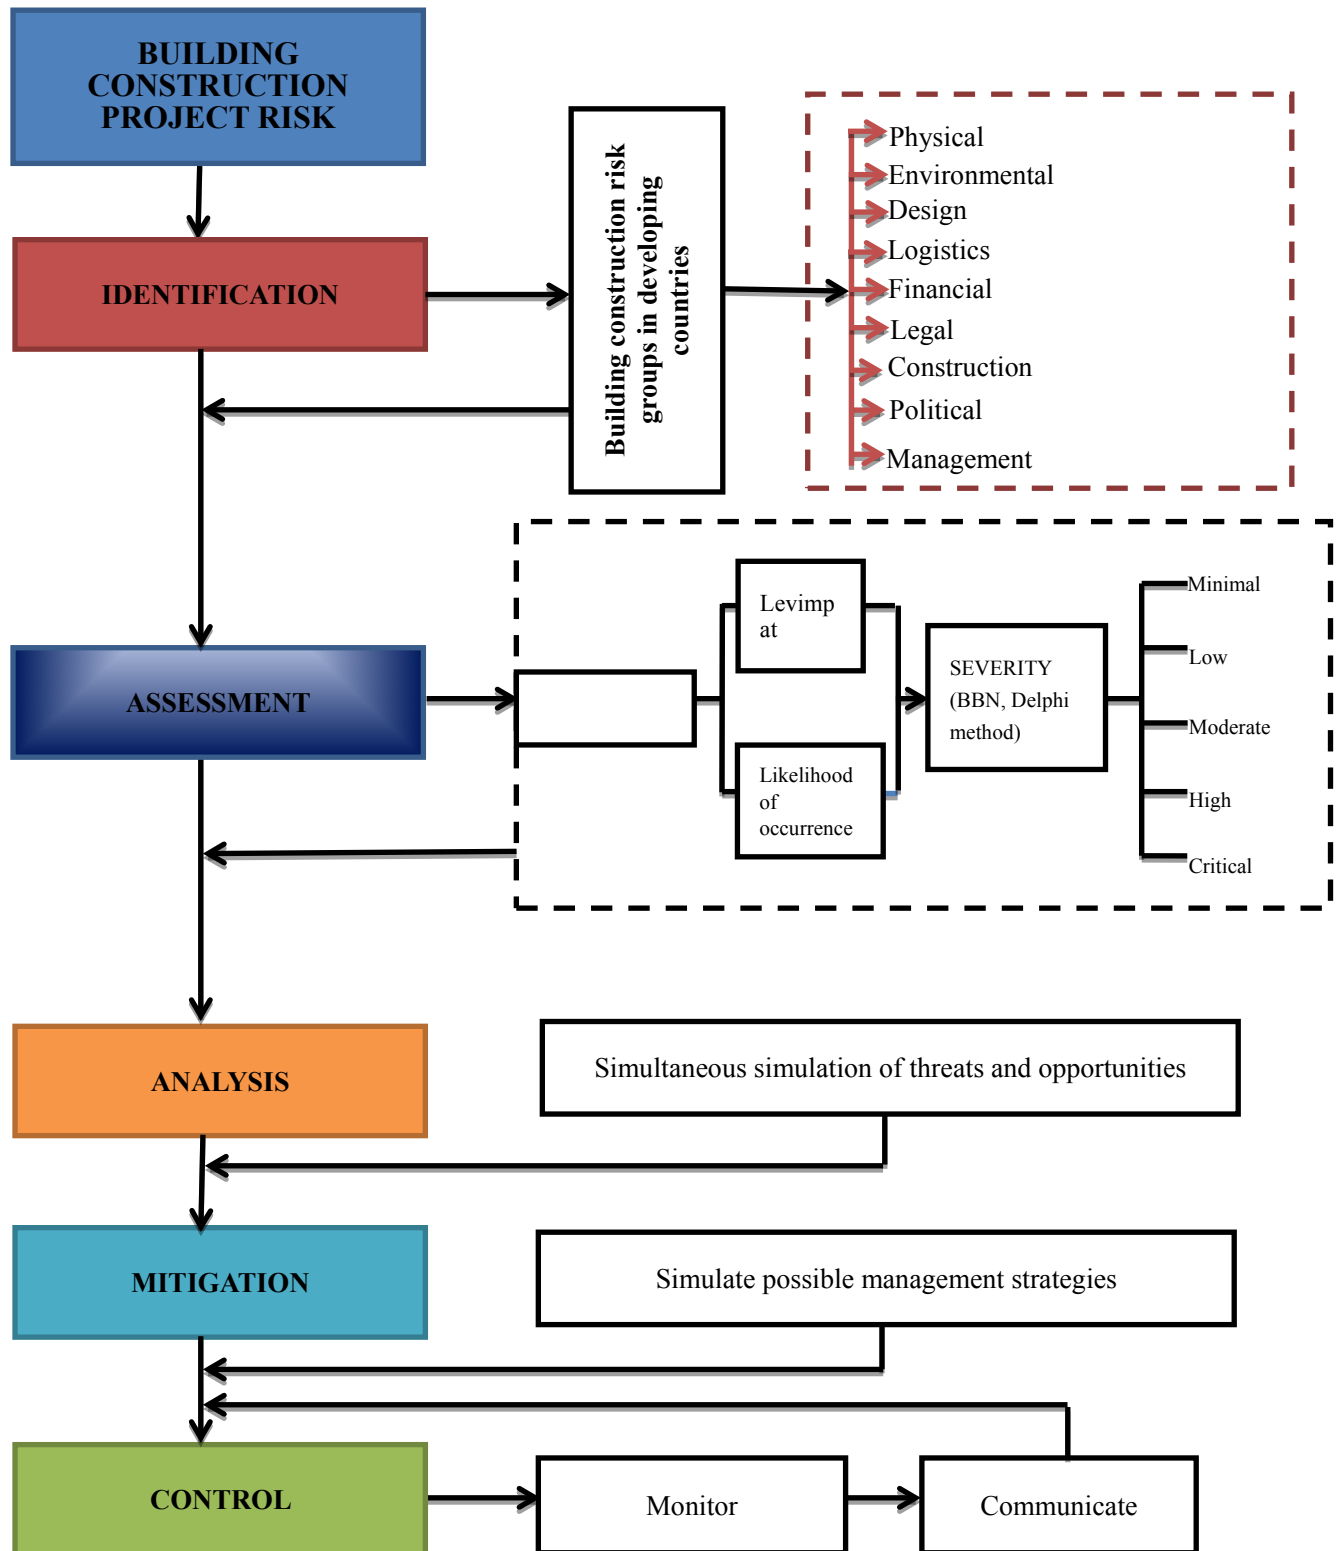 BUILDING
CONSTRUCTION
PROJECT RISK
IDENTIFICATION
Building construction risk
groups in developing
countries
Physical
Environmental
Design
Logistics
Financial
Legal
Construction
Political
Management
ASSESSMENT
Levimp
at
Likelihood
of
occurrence
SEVERITY
(BBN, Delphi
method)
Minimal
Low
Moderate
High
Critical
ANALYSIS
Simultaneous simulation of threats and opportunities
MITIGATION
Simulate possible management strategies
CONTROL
Monitor
Communicate